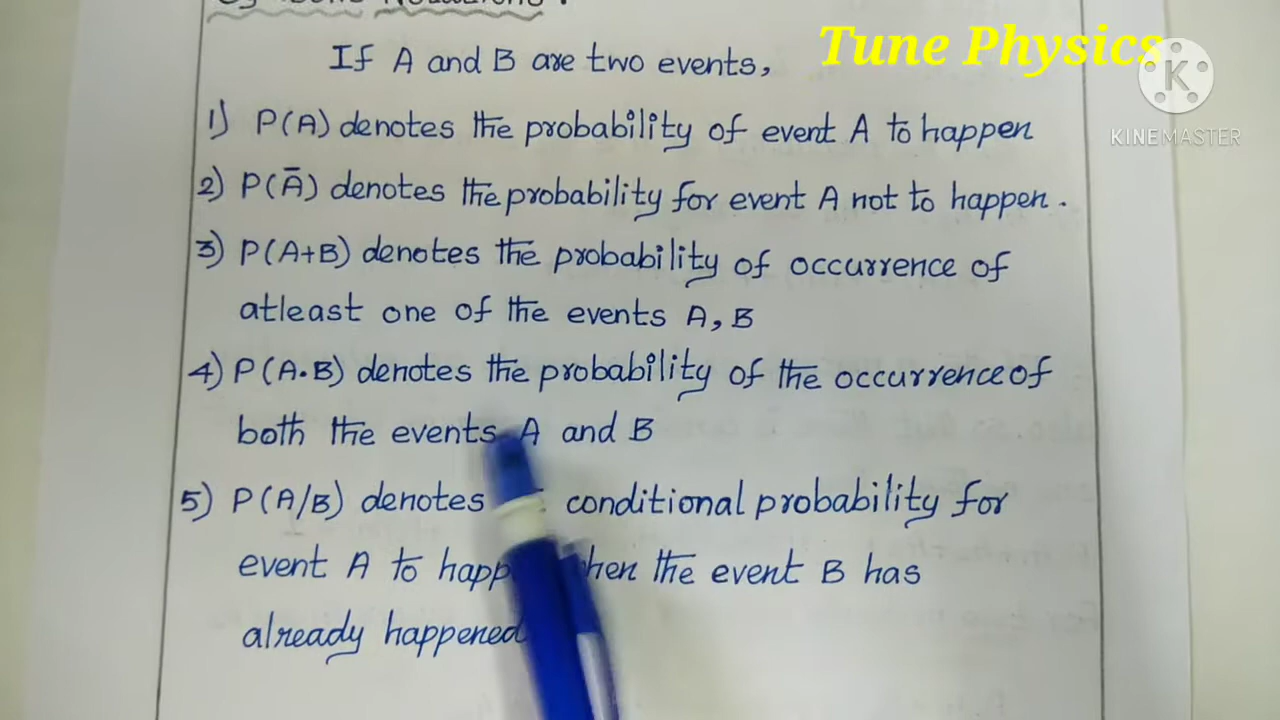 Notations :
Tune Physics
K
KINEMASTER
If A and B are two events,
1) P(A) denotes the probability of event A to happen
2) P(Ā) denotes the probability for event A not to happen.
3) P(A+B) denotes the probability of occurrence of
atleast one of the events A, B
4) P(A·B) denotes the probability of the occurrence of
both the events A and B
5) P(A/B) denotes conditional probability for
event A to the event B has
already happened